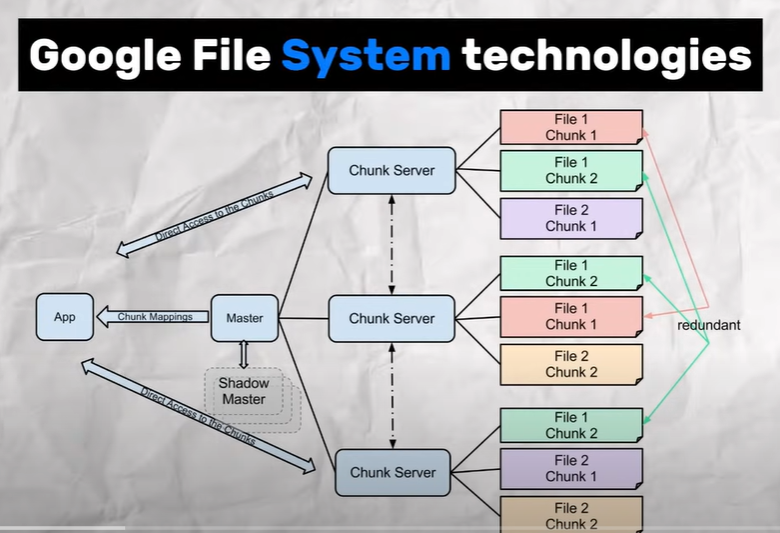 Google File System technologies
File 1
Chunk 1
Chunk Server
File 1
Chunk 2
Direct Access to the Chunks
File 2
Chunk 1
File 1
Chunk 2
App
Chunk Mappings
Master
Chunk Server
File 1
Chunk 1
redundant
File 2
Chunk 2
Shadow
Master
Direct Access to the Chunks
File 1
Chunk 2
Chunk Server
File 2
Chunk 1
File 2
Chunk 2